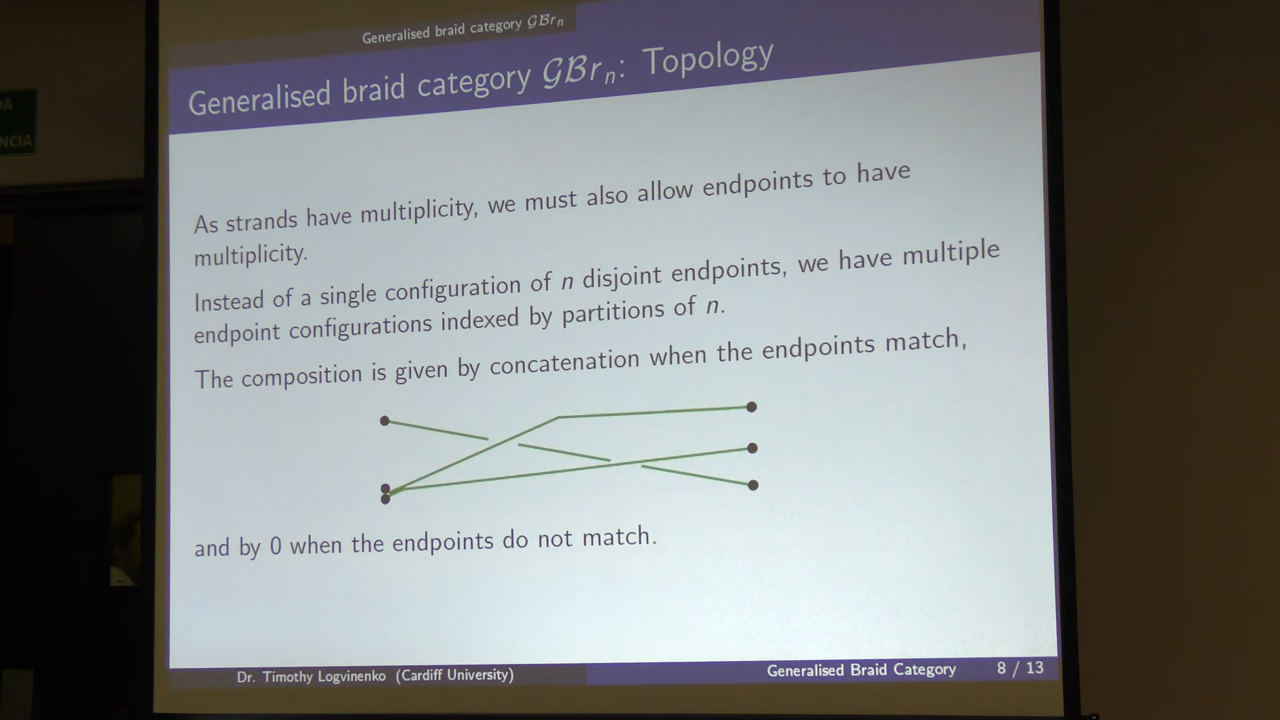 Generalised braid category 𝒢ℬr_n
Generalised braid category 𝒢ℬr_n: Topology
As strands have multiplicity, we must also allow endpoints to have
multiplicity.
Instead of a single configuration of n disjoint endpoints, we have multiple
endpoint configurations indexed by partitions of n.
The composition is given by concatenation when the endpoints match,
and by 0 when the endpoints do not match.
Dr. Timothy Logvinenko (Cardiff University)
Generalised Braid Category 8 / 13